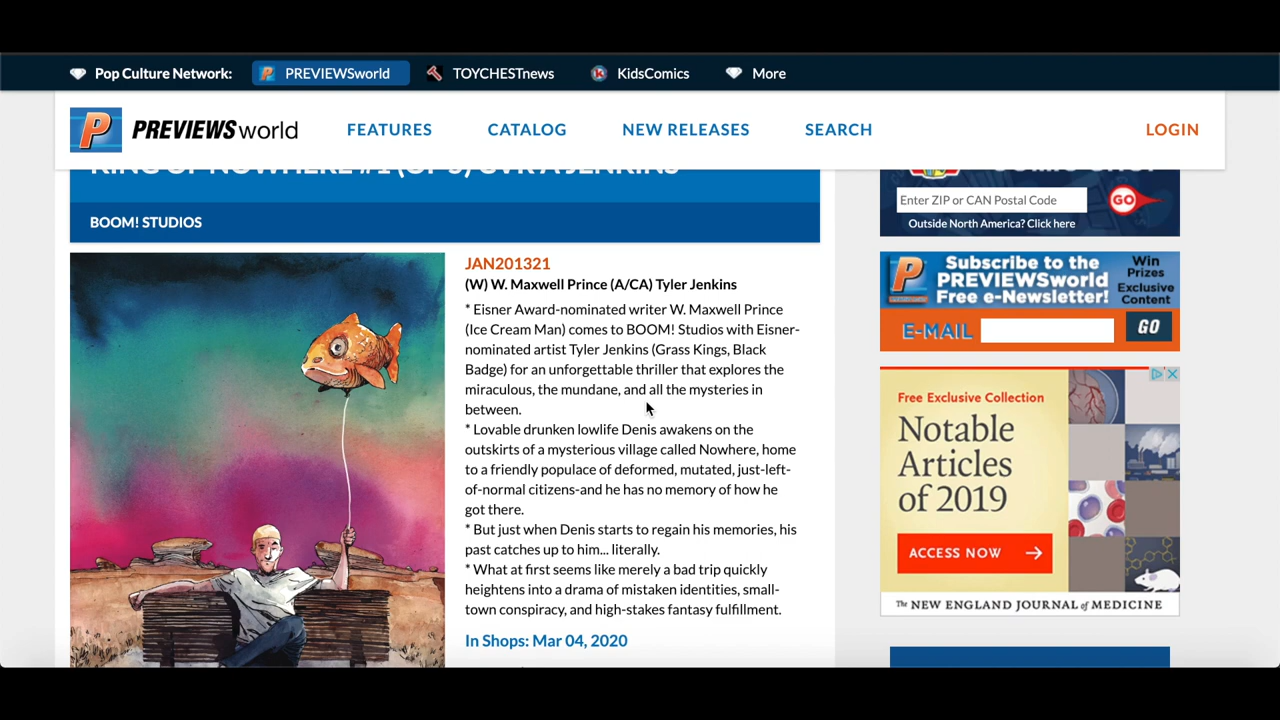 Pop Culture Network:
PREVIEWSworld
TOYCHESTnews
KidsComics
More
P PREVIEWSworld
FEATURES
CATALOG
NEW RELEASES
SEARCH
LOGIN
KING OF NOWHERE #1 (OF 5) CVR A JENKINS
BOOM! STUDIOS
JAN201321
(W) W. Maxwell Prince (A/CA) Tyler Jenkins
* Eisner Award-nominated writer W. Maxwell Prince
(Ice Cream Man) comes to BOOM! Studios with Eisner-
nominated artist Tyler Jenkins (Grass Kings, Black
Badge) for an unforgettable thriller that explores the
miraculous, the mundane, and all the mysteries in
between.
* Lovable drunken lowlife Denis awakens on the
outskirts of a mysterious village called Nowhere, home
to a friendly populace of deformed, mutated, just-left-
of-normal citizens-and he has no memory of how he
got there.
* But just when Denis starts to regain his memories, his
past catches up to him... literally.
* What at first seems like merely a bad trip quickly
heightens into a drama of mistaken identities, small-
town conspiracy, and high-stakes fantasy fulfillment.
In Shops: Mar 04, 2020
Enter ZIP or CAN Postal Code
GO
Outside North America? Click here
P
Subscribe to the
PREVIEWSworld
Free e-Newsletter!
Win
Prizes
Exclusive
Content
E-MAIL
GO
Free Exclusive Collection
Notable
Articles
of 2019
ACCESS NOW
The NEW ENGLAND JOURNAL of MEDICINE